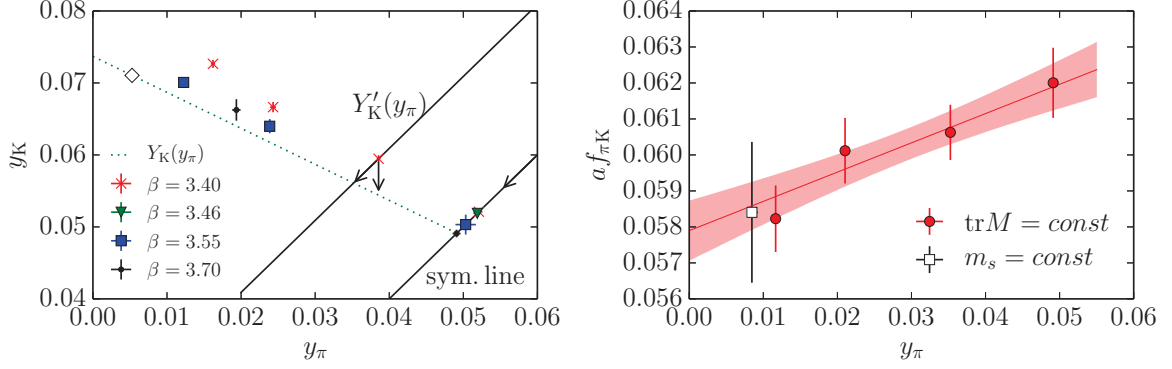 0.08
0.07
0.06
0.05
0.04
y_K
0.00 0.01 0.02 0.03 0.04 0.05 0.06
y_π
Y′_K(y_π)
sym. line
Y_K(y_π)
β = 3.40
β = 3.46
β = 3.55
β = 3.70
0.064
0.063
0.062
0.061
0.060
0.059
0.058
0.057
0.056
af_πK
0.00 0.01 0.02 0.03 0.04 0.05 0.06
y_π
trM = const
m_s = const